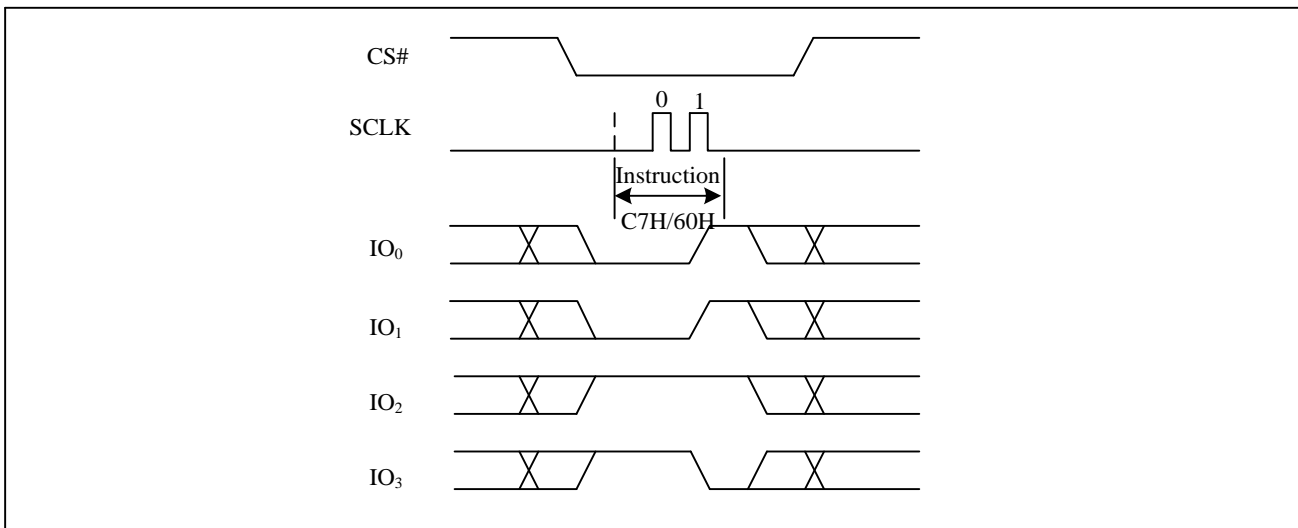 CS#
0 1
SCLK
Instruction
C7H/60H
IO₀
IO₁
IO₂
IO₃